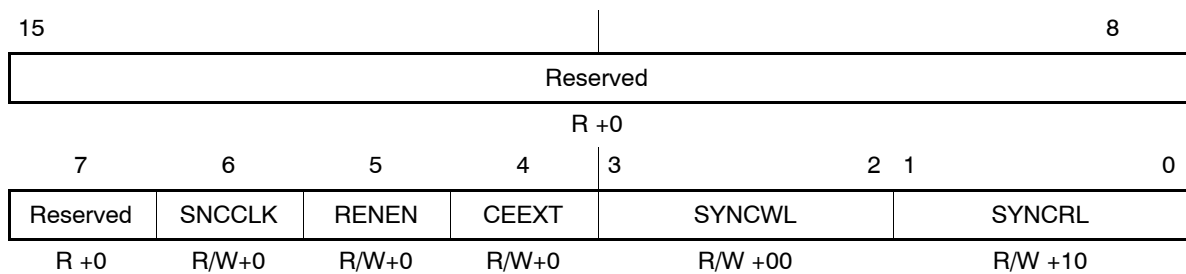 15 8
Reserved
R +0
7 6 5 4 3 2 1 0
Reserved SNCCLK RENEN CEEXT SYNCWL SYNCRL
R +0 R/W+0 R/W+0 R/W+0 R/W +00 R/W +10